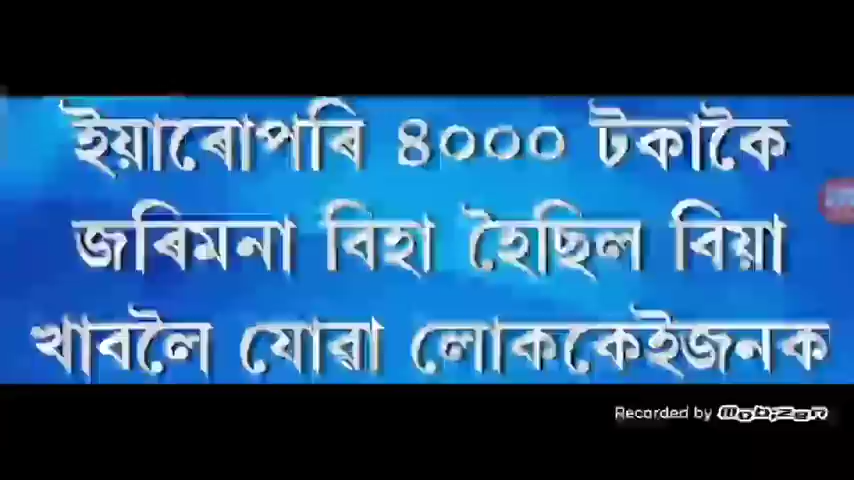 ইয়াৰোপৰি ৪০০০ টকাকৈ
জৰিমনা বিহা হৈছিল বিয়া
খাবলৈ যোৱা লোককেইজনক
Recorded by Mobizen